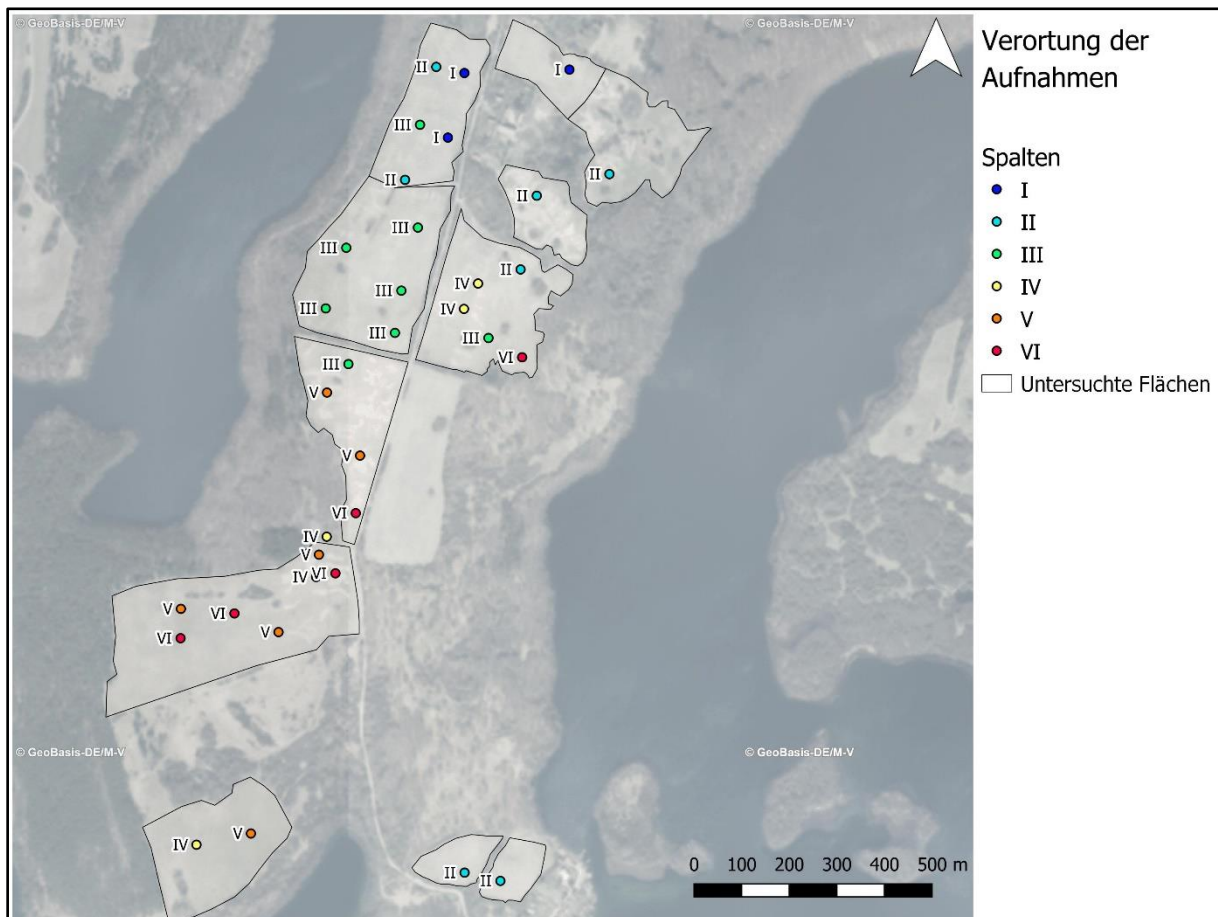 © GeoBasis-DE/M-V
© GeoBasis-DE/M-V
Verortung der
Aufnahmen
Spalten
I
II
III
IV
V
VI
Untersuchte Flächen
II
I
I
III
I
II
II
II
III
III
II
IV
III
III
IV
III
III
VI
III
V
V
VI
IV
V
IV
VI
V
VI
V
VI
© GeoBasis-DE/M-V
© GeoBasis-DE/M-V
V
IV
II
II
0 100 200 300 400 500 m